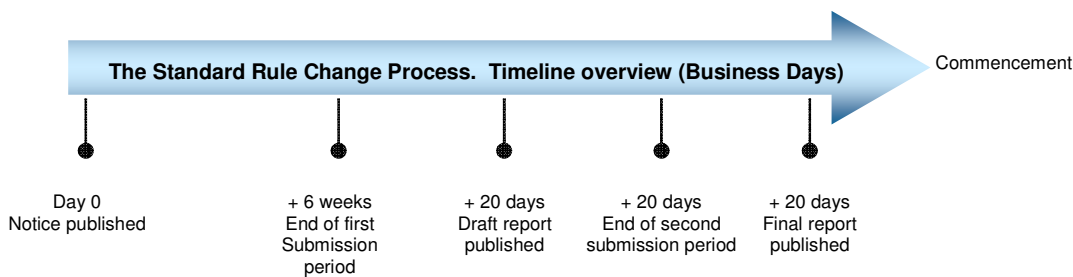 The Standard Rule Change Process. Timeline overview (Business Days)
Commencement
Day 0
Notice published
+ 6 weeks
End of first
Submission
period
+ 20 days
Draft report
published
+ 20 days
End of second
submission period
+ 20 days
Final report
published